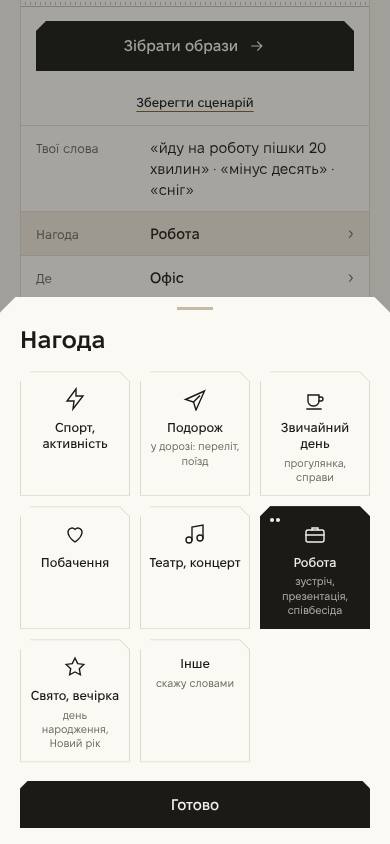 Зібрати образи →
Зберегти сценарій
Твої слова
«йду на роботу пішки 20
хвилин» · «мінус десять» ·
«сніг»
Нагода
Робота
Де
Офіс
Нагода
Спорт,
активність
Подорож
у дорозі: переліт,
поїзд
Звичайний
день
прогулянка,
справи
Побачення
Театр, концерт
Робота
зустріч,
презентація,
співбесіда
Свято, вечірка
день
народження,
Новий рік
Інше
скажу словами
Готово